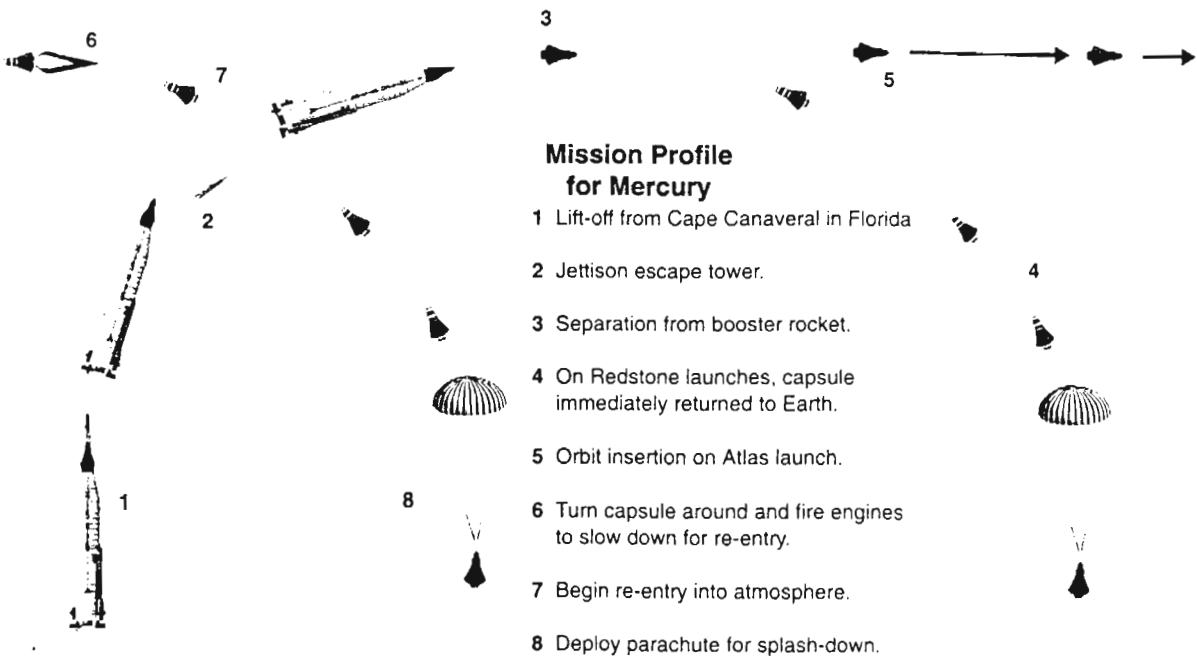 6
7
3
5
2
4
1
8
Mission Profile
for Mercury
1 Lift-off from Cape Canaveral in Florida
2 Jettison escape tower.
3 Separation from booster rocket.
4 On Redstone launches, capsule
immediately returned to Earth.
5 Orbit insertion on Atlas launch.
6 Turn capsule around and fire engines
to slow down for re-entry.
7 Begin re-entry into atmosphere.
8 Deploy parachute for splash-down.